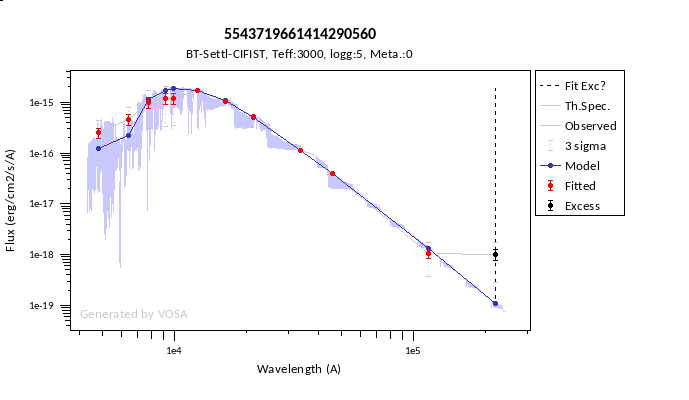 5543719661414290560
BT-Settl-CIFIST, Teff:3000, logg:5, Meta.:0
Flux (erg/cm2/s/A)
1e-15
1e-16
1e-17
1e-18
1e-19
Generated by VOSA
1e4
1e5
Wavelength (A)
Fit Exc?
Th.Spec.
Observed
3 sigma
Model
Fitted
Excess